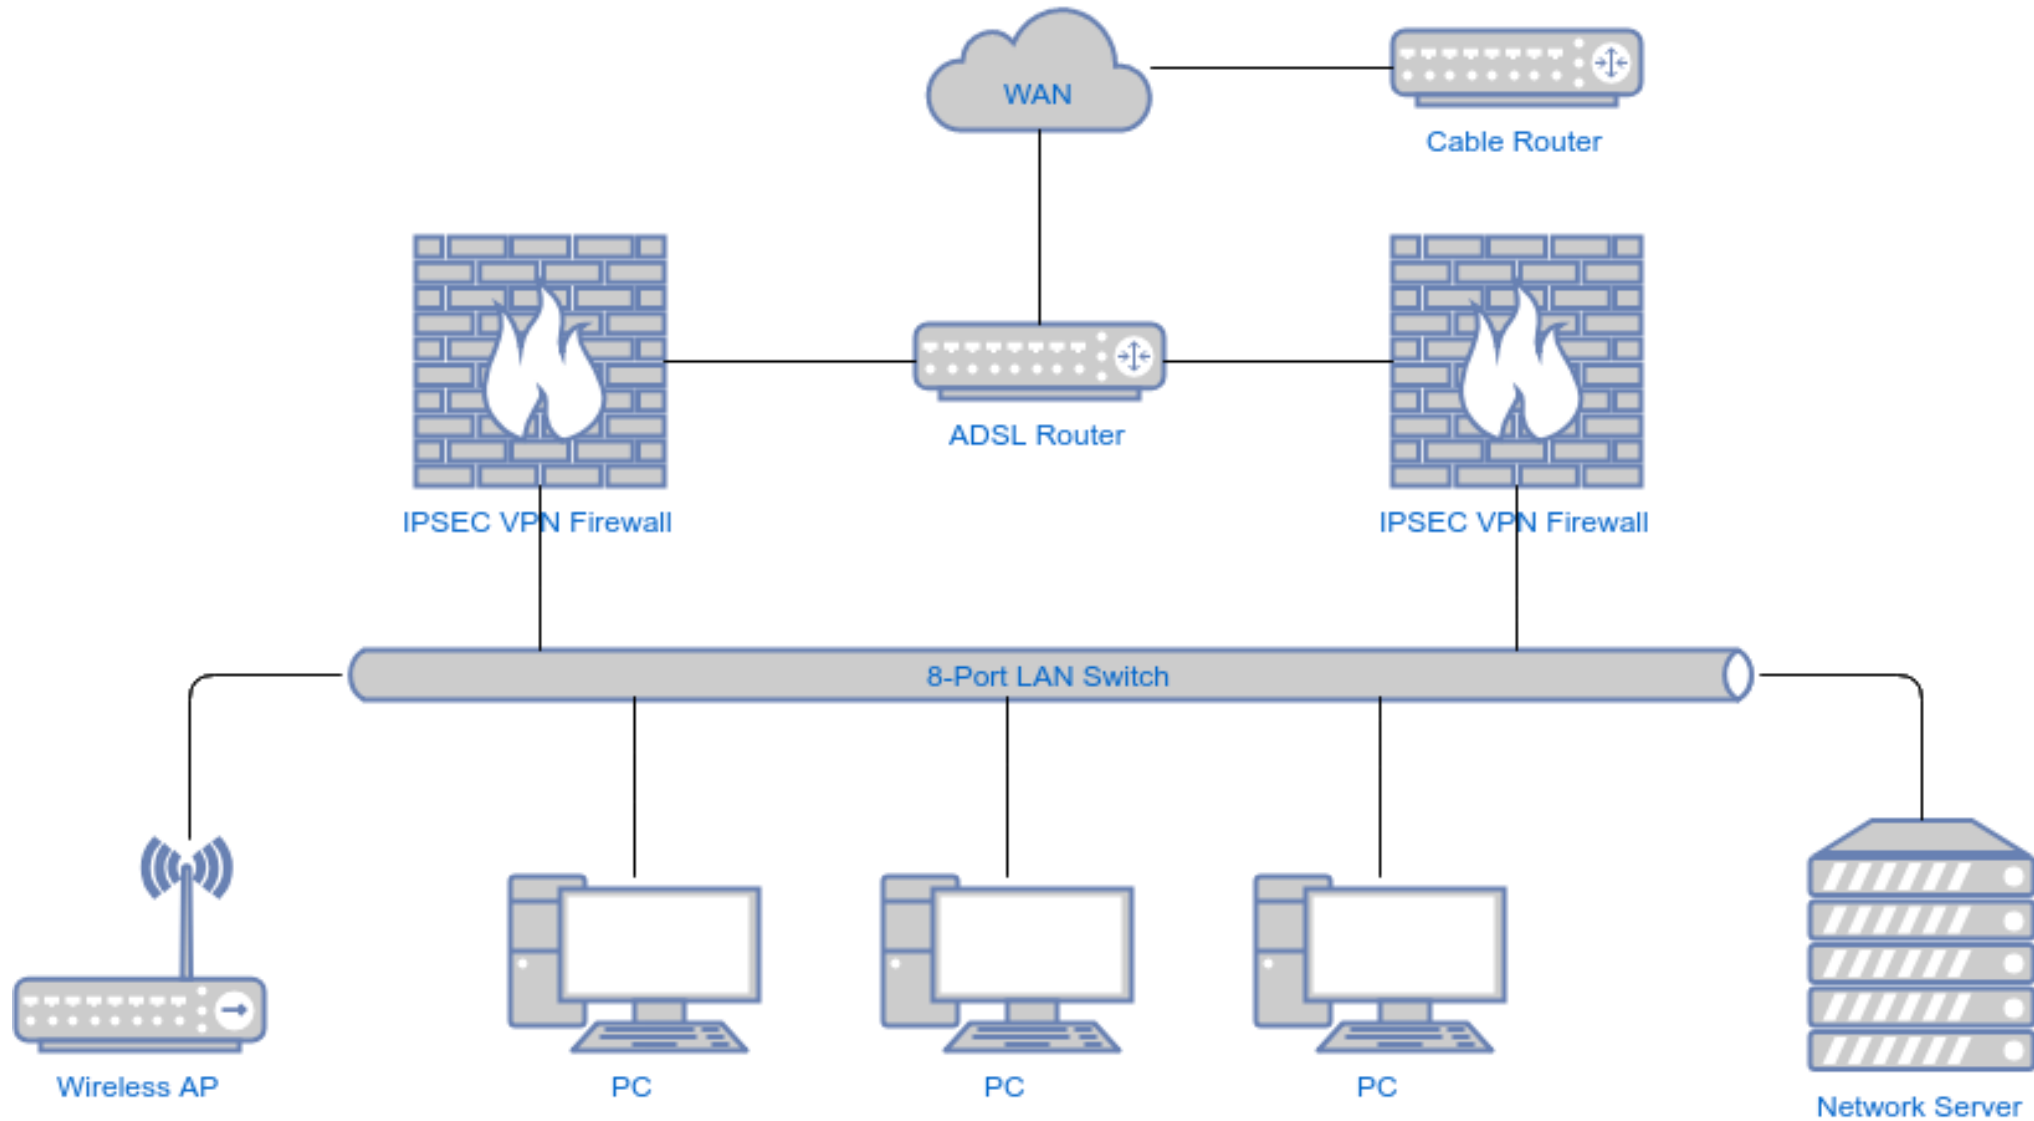 WAN
Cable Router
ADSL Router
IPSEC VPN Firewall
IPSEC VPN Firewall
8-Port LAN Switch
Wireless AP
PC
PC
PC
Network Server